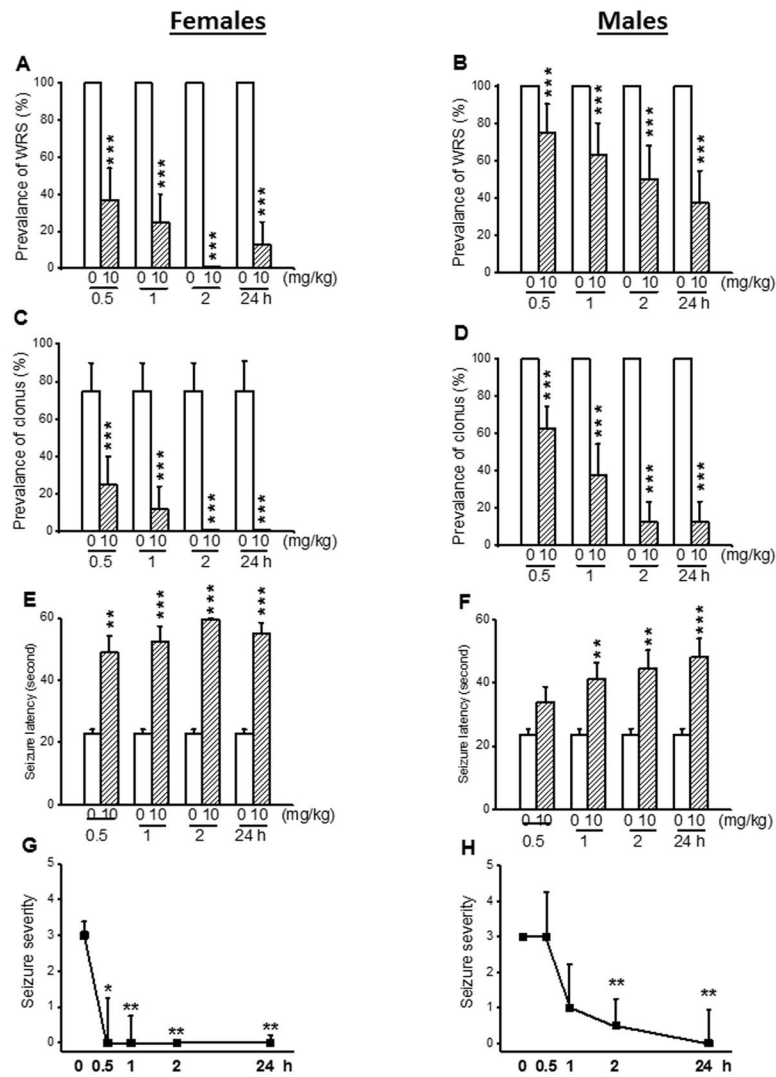 Females
Males
A
Prevalance of WRS (%)
100
80
60
40
20
0
***
***
***
***
0 10 0 10 0 10 0 10 (mg/kg)
0.5 1 2 24 h
B
Prevalance of WRS (%)
100
80
60
40
20
0
***
***
***
***
0 10 0 10 0 10 0 10 (mg/kg)
0.5 1 2 24 h
C
Prevalance of clonus (%)
100
80
60
40
20
0
***
***
***
***
0 10 0 10 0 10 0 10 (mg/kg)
0.5 1 2 24 h
D
Prevalance of clonus (%)
100
80
60
40
20
0
***
***
***
***
0 10 0 10 0 10 0 10 (mg/kg)
0.5 1 2 24 h
E
Seizure latency (second)
60
40
20
0
**
***
***
***
0 10 0 10 0 10 0 10 (mg/kg)
0.5 1 2 24 h
F
Seizure latency (second)
60
40
20
0
**
**
***
0 10 0 10 0 10 0 10 (mg/kg)
0.5 1 2 24 h
G
Seizure severity
5
4
3
2
1
0
*
**
**
**
0 0.5 1 2 24 h
H
Seizure severity
5
4
3
2
1
0
**
**
0 0.5 1 2 24 h